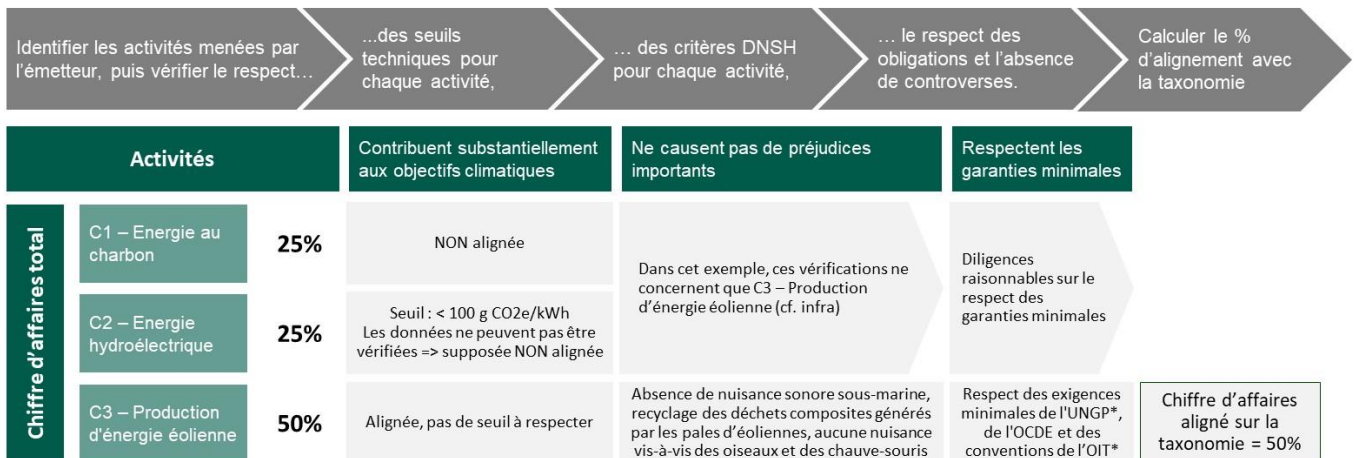 Identifier les activités menées par
l'émetteur, puis vérifier le respect…
...des seuils
techniques pour
chaque activité,
… des critères DNSH
pour chaque activité,
… le respect des
obligations et l'absence
de controverses.
Calculer le %
d'alignement avec
la taxonomie
Activités
Contribuent substantiellement
aux objectifs climatiques
Ne causent pas de préjudices
importants
Respectent les
garanties minimales
Chiffre d'affaires total
C1 – Energie au
charbon
25%
NON alignée
Dans cet exemple, ces vérifications ne
concernent que C3 – Production
d'énergie éolienne (cf. infra)
Diligences
raisonnables sur le
respect des
garanties minimales
C2 – Energie
hydroélectrique
25%
Seuil : < 100 g CO2e/kWh
Les données ne peuvent pas être
vérifiées => supposée NON alignée
C3 – Production
d'énergie éolienne
50%
Alignée, pas de seuil à respecter
Absence de nuisance sonore sous-marine,
recyclage des déchets composites générés
par les pales d'éoliennes, aucune nuisance
vis-à-vis des oiseaux et des chauve-souris
Respect des exigences
minimales de l'UNGP*,
de l'OCDE et des
conventions de l'OIT*
Chiffre d'affaires
aligné sur la
taxonomie = 50%